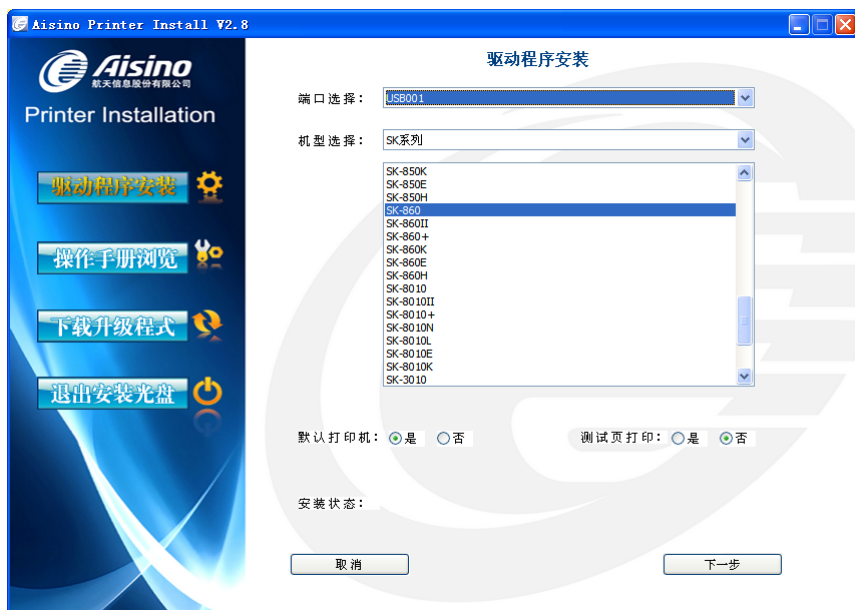 Aisino Printer Install V2.8
Aisino
航天信息股份有限公司
Printer Installation
驱动程序安装
操作手册浏览
下载升级程式
退出安装光盘
驱动程序安装
端口选择： USB001
机型选择： SK系列
SK-850K
SK-850E
SK-850H
SK-860
SK-860II
SK-860+
SK-860K
SK-860E
SK-860H
SK-8010
SK-8010II
SK-8010+
SK-8010N
SK-8010L
SK-8010E
SK-8010K
SK-3010
默认打印机： 是 否 测试页打印： 是 否
安装状态：
取消 下一步